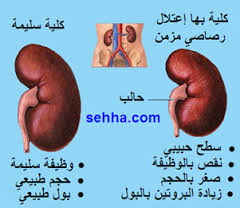 كلية بها إعتلال
رصاصي مزمن
كلية سليمة
حالب
sehha.com
• سطح حبيبي
• نقص بالوظيفة
• صغر بالحجم
• زيادة البروتين بالبول
• وظيفة سليمة
• حجم طبيعي
• بول طبيعي